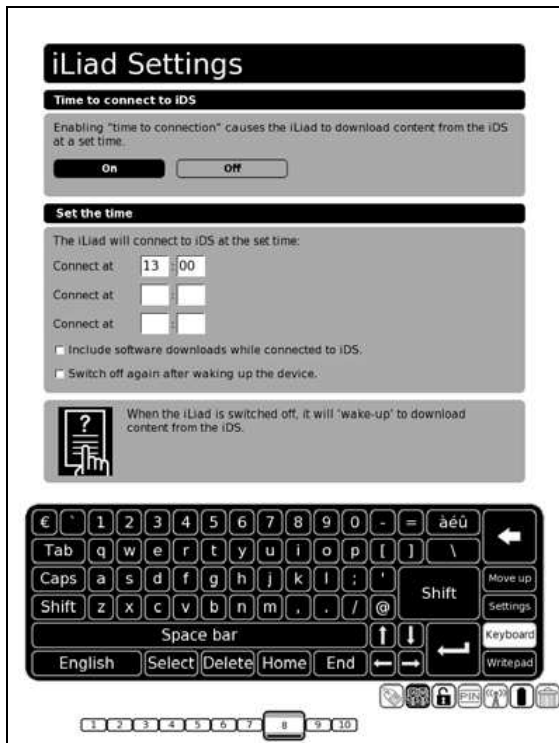 iLiad Settings
Time to connect to iDS
Enabling "time to connection" causes the iLiad to download content from the iDS
at a set time.
On Off
Set the time
The iLiad will connect to iDS at the set time:
Connect at 13 : 00
Connect at :
Connect at :
Include software downloads while connected to iDS.
Switch off again after waking up the device.
?
When the iLiad is switched off, it will 'wake-up' to download
content from the iDS.
€ ` 1 2 3 4 5 6 7 8 9 0 - = àéû
Tab q w e r t y u i o p [ ] \
Caps a s d f g h j k l ; ' Shift Move up
Shift z x c v b n m , . / @ Settings
Space bar Keyboard
English Select Delete Home End Writepad
PIN
1 2 3 4 5 6 7 8 9 10